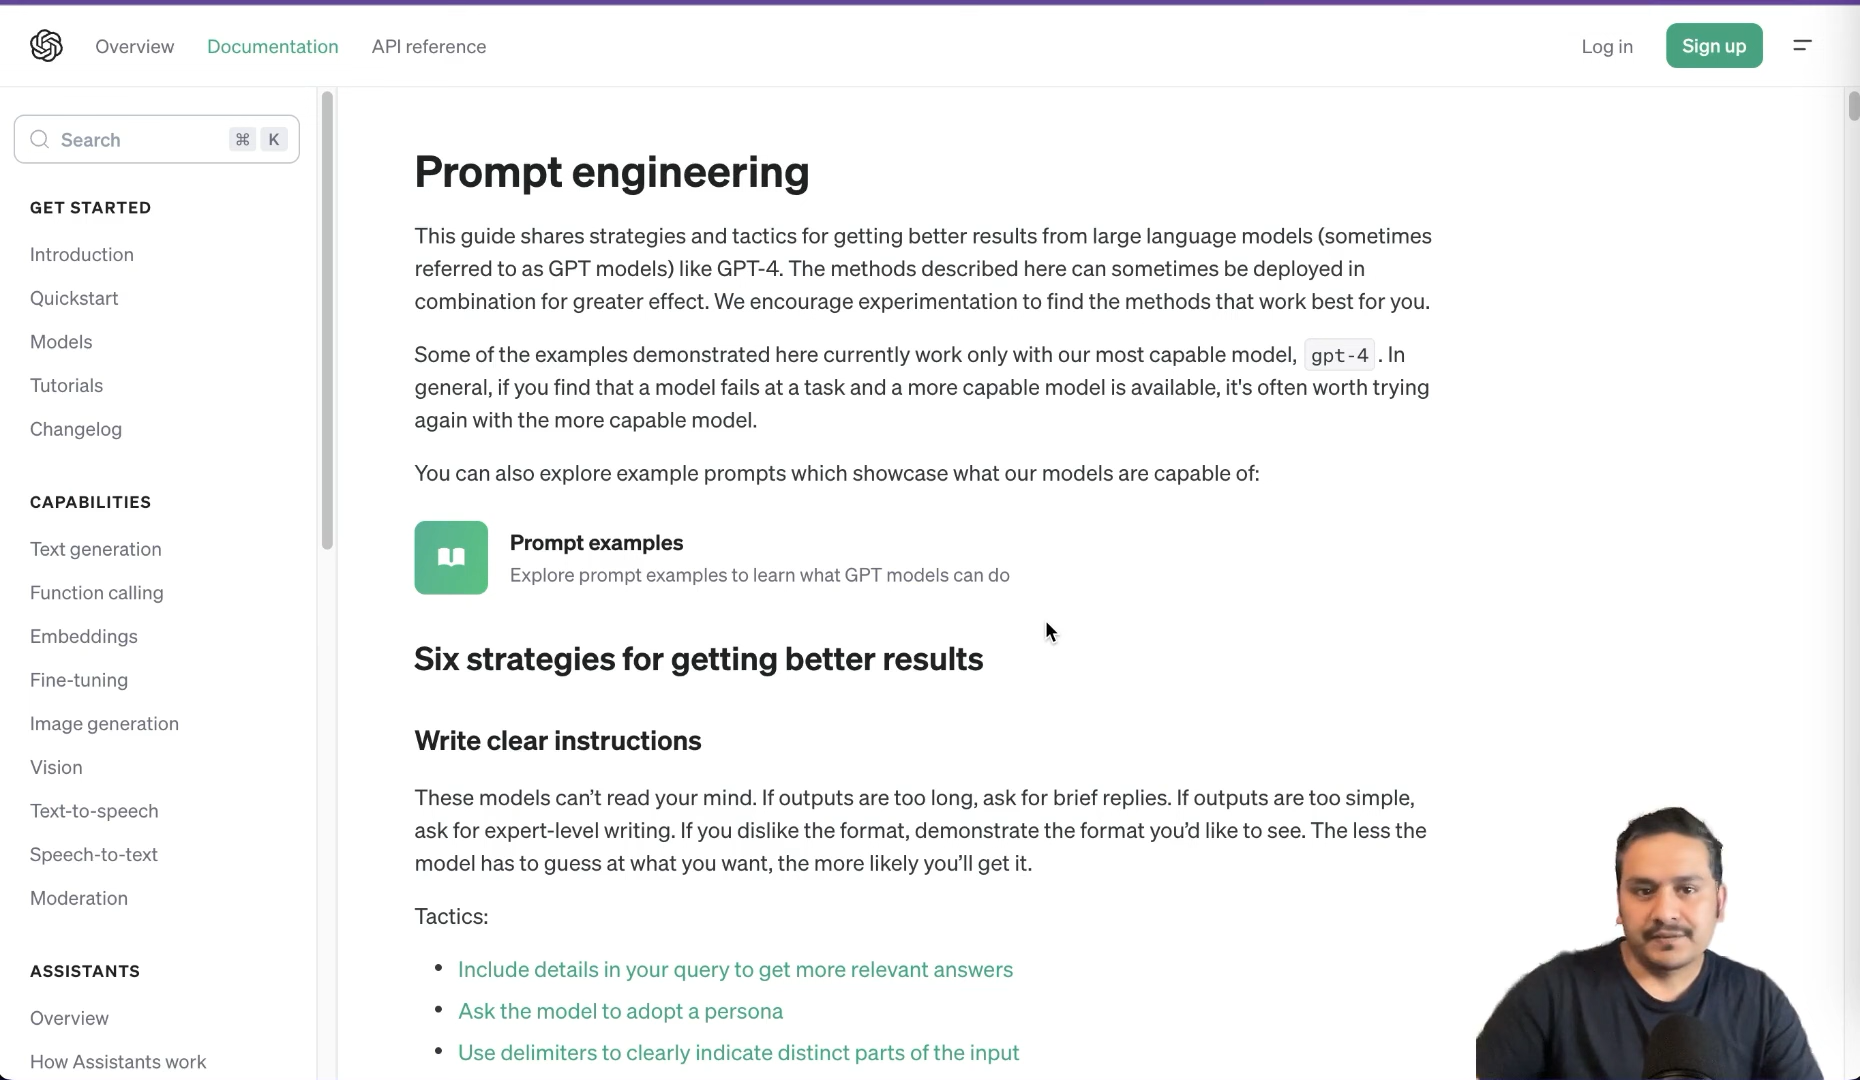 Overview Documentation API reference Log in Sign up
Search ⌘ K
GET STARTED
Introduction
Quickstart
Models
Tutorials
Changelog
CAPABILITIES
Text generation
Function calling
Embeddings
Fine-tuning
Image generation
Vision
Text-to-speech
Speech-to-text
Moderation
ASSISTANTS
Overview
How Assistants work
Prompt engineering
This guide shares strategies and tactics for getting better results from large language models (sometimes
referred to as GPT models) like GPT-4. The methods described here can sometimes be deployed in
combination for greater effect. We encourage experimentation to find the methods that work best for you.
Some of the examples demonstrated here currently work only with our most capable model, gpt-4. In
general, if you find that a model fails at a task and a more capable model is available, it's often worth trying
again with the more capable model.
You can also explore example prompts which showcase what our models are capable of:
Prompt examples
Explore prompt examples to learn what GPT models can do
Six strategies for getting better results
Write clear instructions
These models can’t read your mind. If outputs are too long, ask for brief replies. If outputs are too simple,
ask for expert-level writing. If you dislike the format, demonstrate the format you’d like to see. The less the
model has to guess at what you want, the more likely you’ll get it.
Tactics:
• Include details in your query to get more relevant answers
• Ask the model to adopt a persona
• Use delimiters to clearly indicate distinct parts of the input